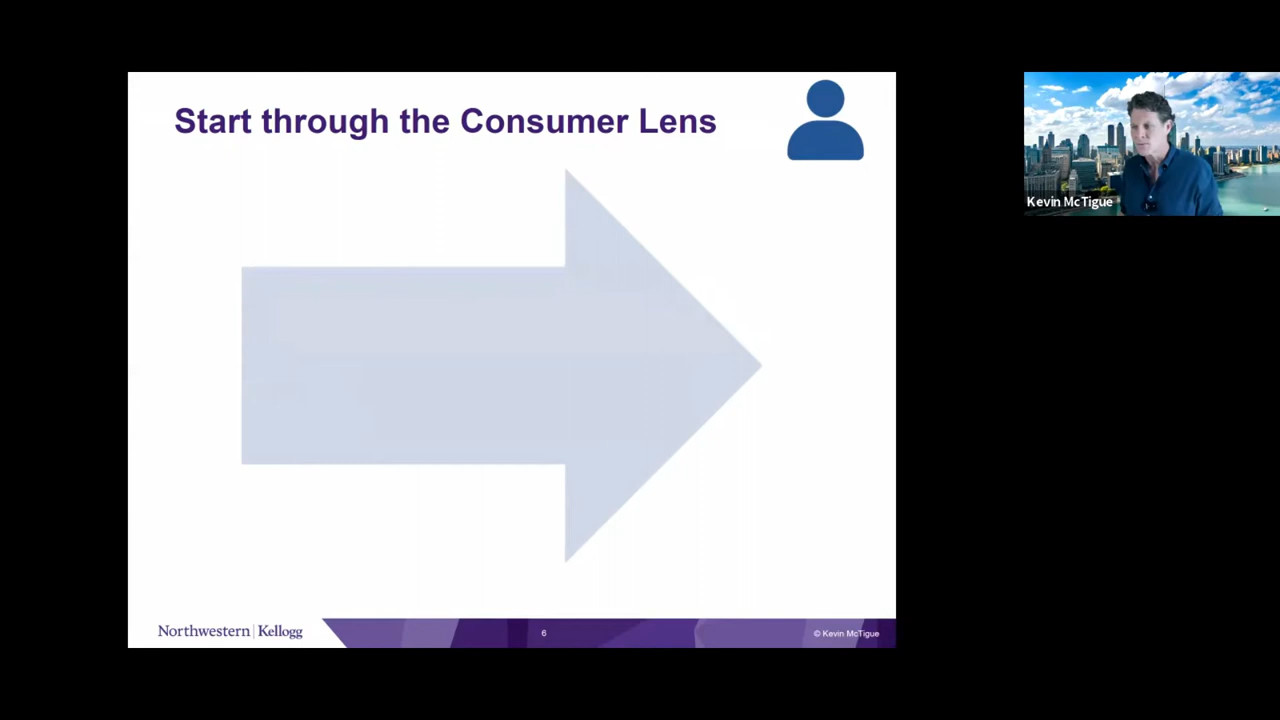 Start through the Consumer Lens
Kevin McTigue
Northwestern | Kellogg
6
© Kevin McTigue